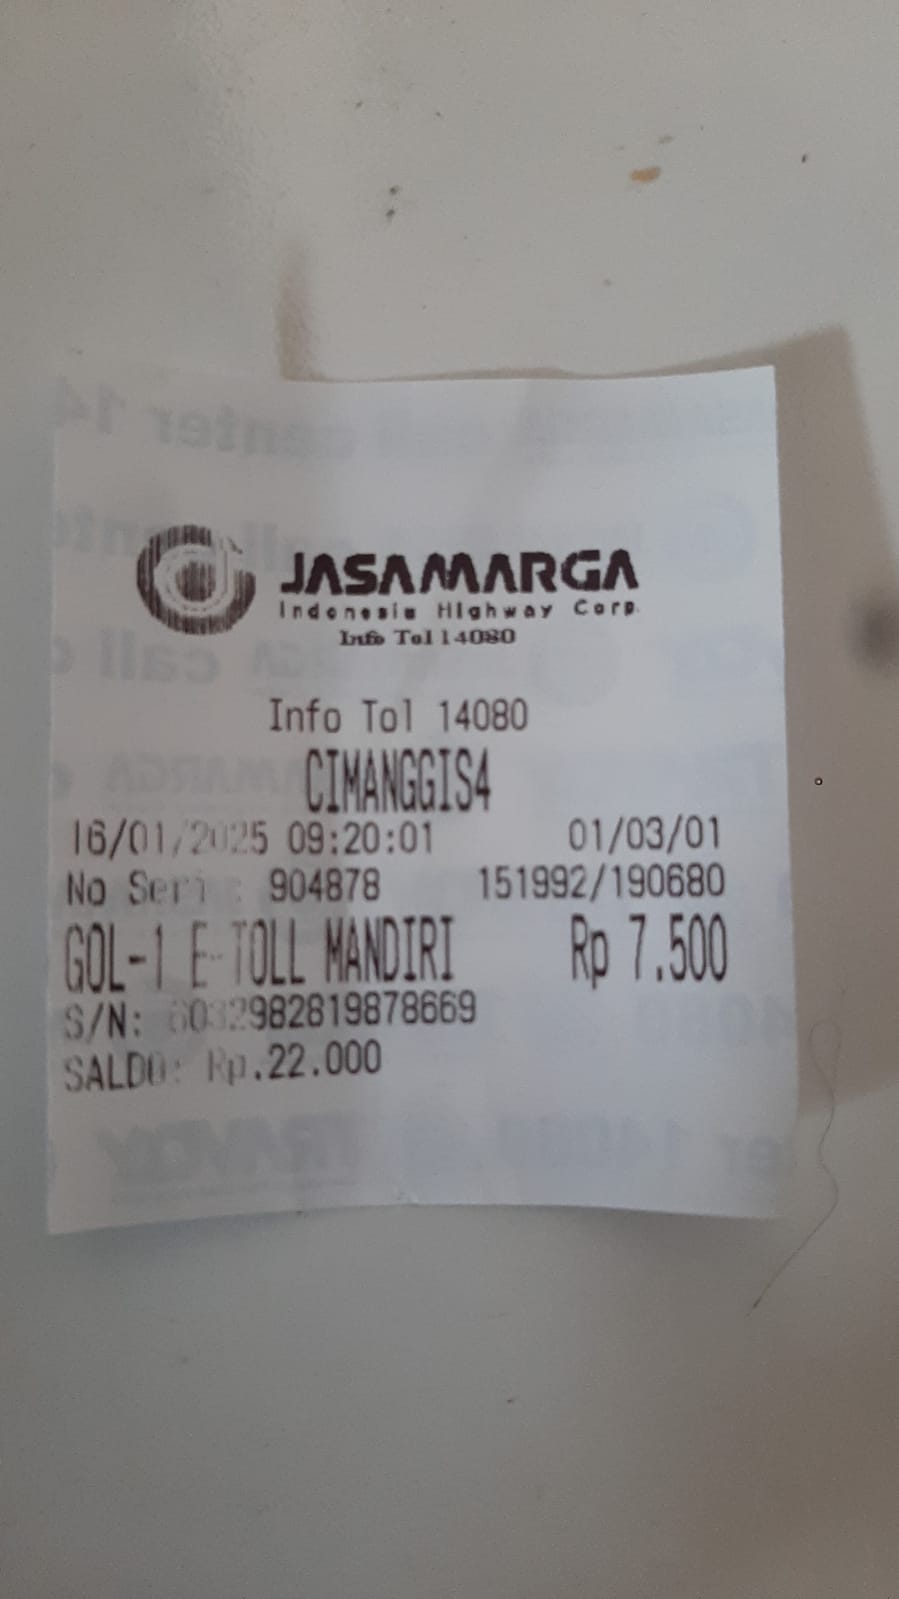 JASAMARGA
Indonesia Highway Corp.
Info Tol 14080
Info Tol 14080
CIMANGGIS4
16/01/2025 09:20:01 01/03/01
No Seri : 904878 151992/190680
GOL-1 E-TOLL MANDIRI Rp 7.500
S/N: 6032982819878669
SALDO: Rp.22.000